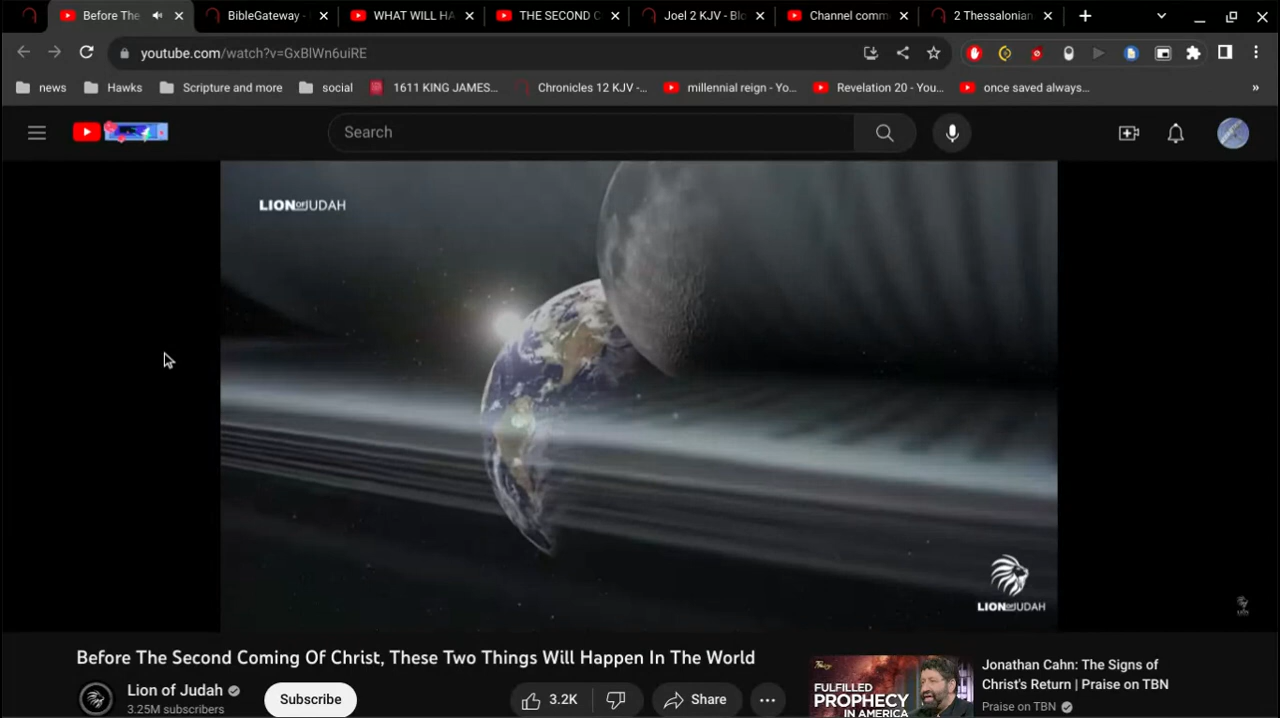 Before The
BibleGateway -
WHAT WILL HA
THE SECOND C
Joel 2 KJV - Blo
Channel comm
2 Thessalonian
youtube.com/watch?v=GxBlWn6uiRE
news
Hawks
Scripture and more
social
1611 KING JAMES...
Chronicles 12 KJV -...
millennial reign - Yo...
Revelation 20 - You...
once saved always...
»
Search
LION OF JUDAH
LION OF JUDAH
Before The Second Coming Of Christ, These Two Things Will Happen In The World
Lion of Judah
3.25M subscribers
Subscribe
3.2K
Share
FULFILLED
PROPHECY
IN AMERICA
Jonathan Cahn: The Signs of
Christ's Return | Praise on TBN
Praise on TBN